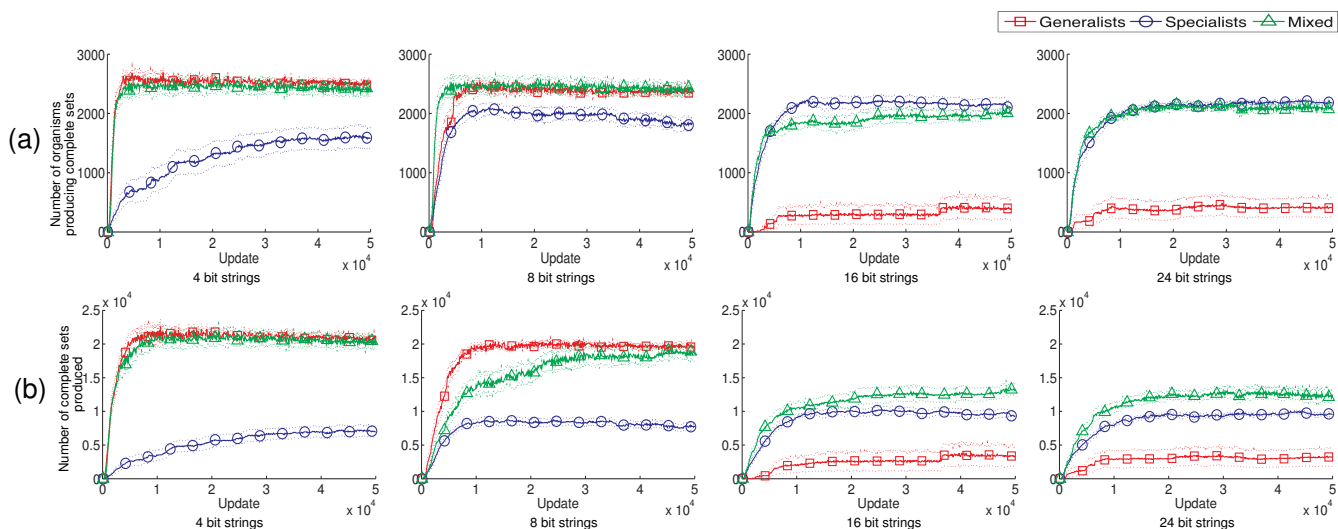 Generalists Specialists Mixed
(a)
Number of organisms
producing complete sets
3000
2000
1000
0
0 1 2 3 4 5
Update x 10^4
4 bit strings
3000
2000
1000
0
0 1 2 3 4 5
Update x 10^4
8 bit strings
3000
2000
1000
0
0 1 2 3 4 5
Update x 10^4
16 bit strings
3000
2000
1000
0
0 1 2 3 4 5
Update x 10^4
24 bit strings
(b)
Number of complete sets
produced
x 10^4
2.5
2
1.5
1
0.5
0
0 1 2 3 4 5
Update x 10^4
4 bit strings
x 10^4
2.5
2
1.5
1
0.5
0
0 1 2 3 4 5
Update x 10^4
8 bit strings
x 10^4
2.5
2
1.5
1
0.5
0
0 1 2 3 4 5
Update x 10^4
16 bit strings
x 10^4
2.5
2
1.5
1
0.5
0
0 1 2 3 4 5
Update x 10^4
24 bit strings